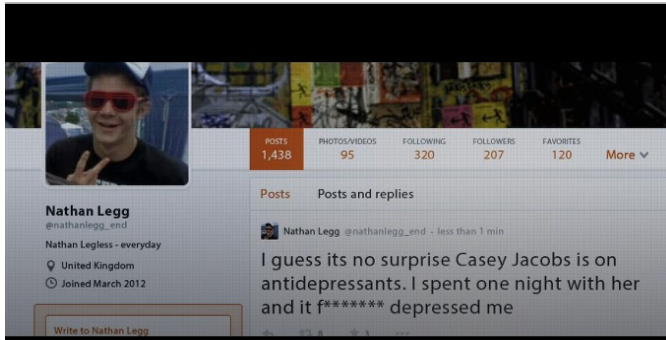 POSTS PHOTOS/VIDEOS FOLLOWING FOLLOWERS FAVORITES
1,438 95 320 207 120 More
Posts Posts and replies
Nathan Legg
@nathanlegg_end
Nathan Legless - everyday
United Kingdom
Joined March 2012
Write to Nathan Legg
Nathan Legg @nathanlegg_end - less than 1 min
I guess its no surprise Casey Jacobs is on
antidepressants. I spent one night with her
and it f******* depressed me